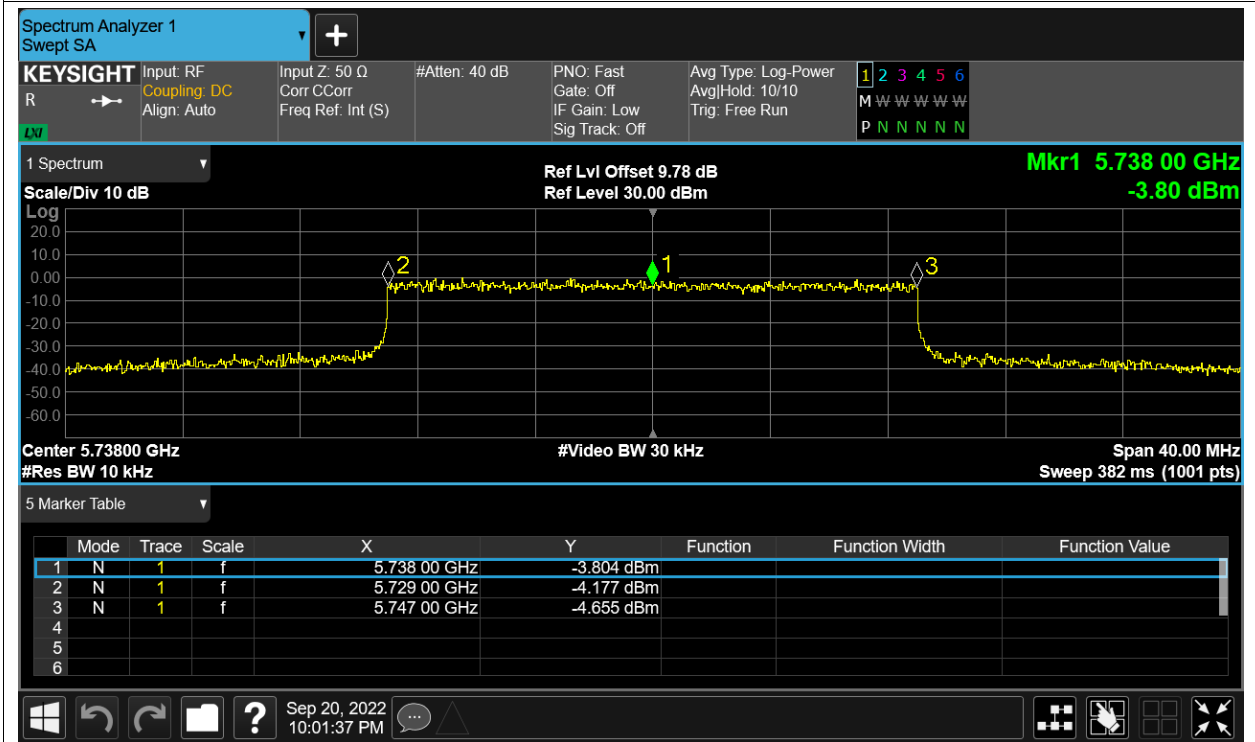 Spectrum Analyzer 1
Swept SA
KEYSIGHT
R
LXI
Input: RF
Coupling: DC
Align: Auto
Input Z: 50 Ω
Corr CCorr
Freq Ref: Int (S)
#Atten: 40 dB
PNO: Fast
Gate: Off
IF Gain: Low
Sig Track: Off
Avg Type: Log-Power
Avg|Hold: 10/10
Trig: Free Run
1 2 3 4 5 6
M W W W W W
P N N N N N
1 Spectrum
Scale/Div 10 dB
Ref Lvl Offset 9.78 dB
Ref Level 30.00 dBm
Mkr1 5.738 00 GHz
-3.80 dBm
Log
20.0
10.0
0.00
-10.0
-20.0
-30.0
-40.0
-50.0
-60.0
2
1
3
Center 5.73800 GHz
#Video BW 30 kHz
Span 40.00 MHz
#Res BW 10 kHz
Sweep 382 ms (1001 pts)
5 Marker Table
Mode Trace Scale X Y Function Function Width Function Value
1 N 1 f 5.738 00 GHz -3.804 dBm
2 N 1 f 5.729 00 GHz -4.177 dBm
3 N 1 f 5.747 00 GHz -4.655 dBm
4
5
6
?
Sep 20, 2022
10:01:37 PM